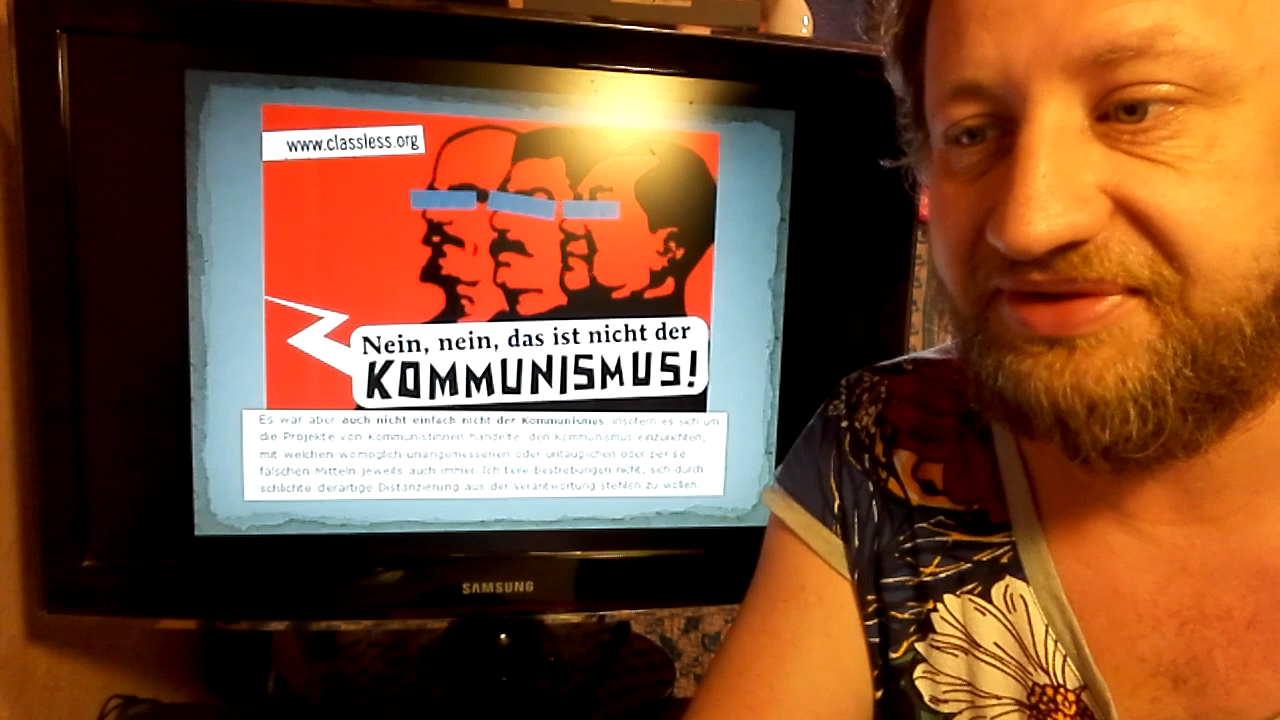 www.classless.org
Nein, nein, das ist nicht der
KOMMUNISMUS!
Es war aber auch nicht einfach nicht der Kommunismus, insofern es sich um
die Projekte von Kommunistinnen handelte, den Kommunismus einzurichten,
mit welchen womöglich unangemessenen oder untauglichen oder per se
falschen Mitteln jeweils auch immer. Ich teile Bestrebungen nicht, sich durch
schlichte derartige Distanzierung aus der Verantwortung stehlen zu wollen.
SAMSUNG